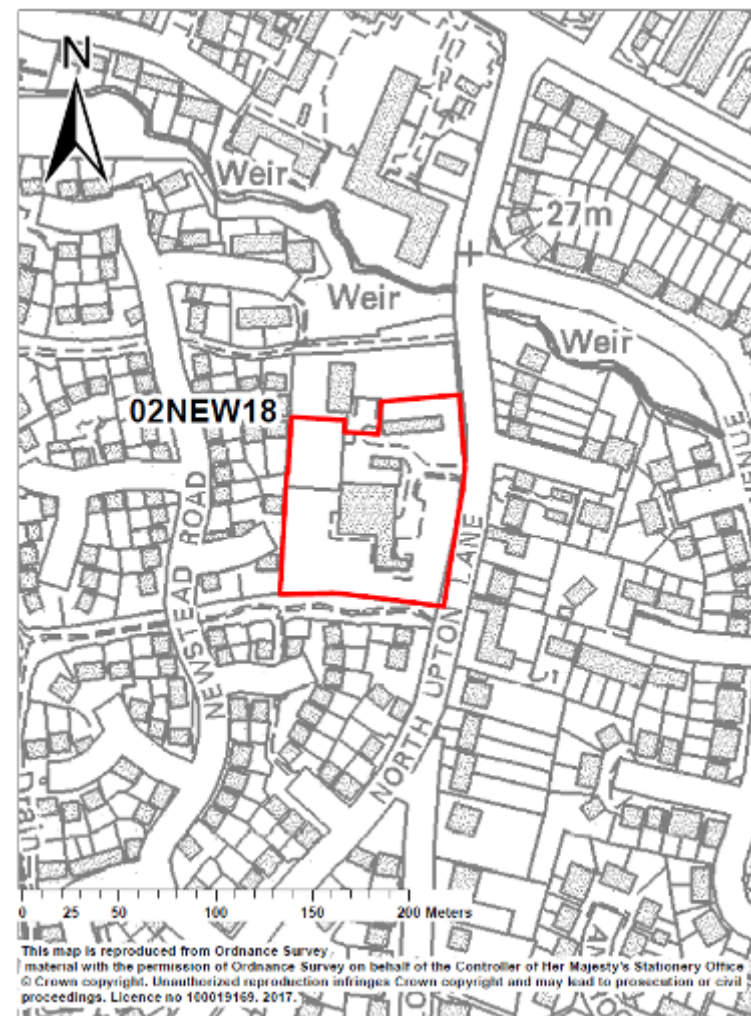 N
Weir
27m
Weir
Weir
02NEW18
NEWSTEAD ROAD
NORTH UPTON LANE
ENUE
Drain
0 25 50 100 150 200 Meters
This map is reproduced from Ordnance Survey
material with the permission of Ordnance Survey on behalf of the Controller of Her Majesty's Stationery Office
© Crown copyright. Unauthorized reproduction infringes Crown copyright and may lead to prosecution or civil
proceedings. Licence no 100019169. 2017.